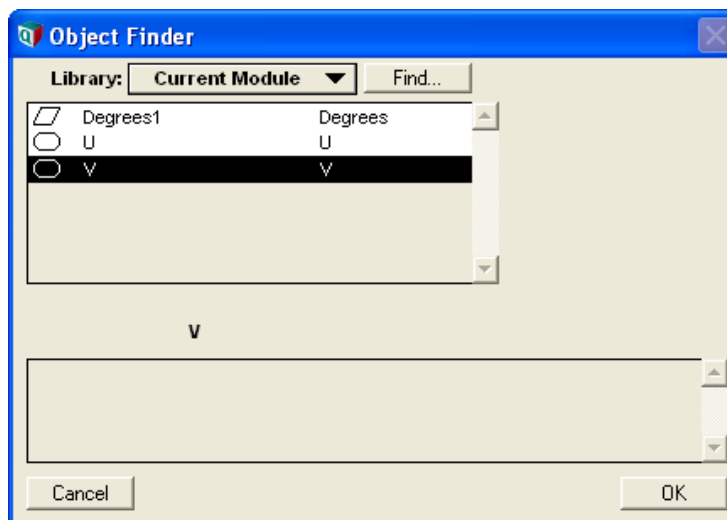 Object Finder
Library: Current Module Find...
Degrees1 Degrees
U U
V V
V
Cancel OK